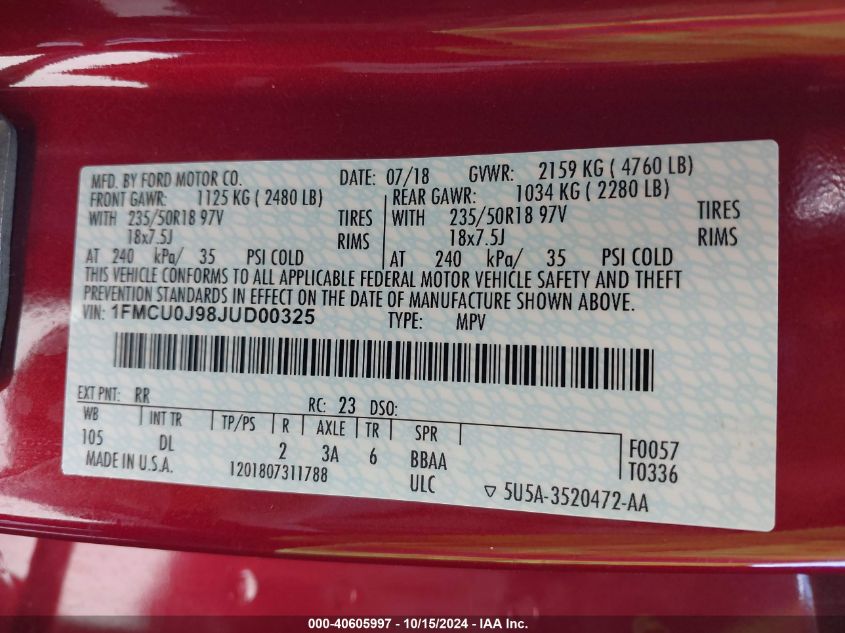 MFD. BY FORD MOTOR CO. DATE: 07/18 GVWR: 2159 KG ( 4760 LB)
FRONT GAWR: 1125 KG ( 2480 LB) REAR GAWR: 1034 KG ( 2280 LB)
WITH 235/50R18 97V TIRES WITH 235/50R18 97V TIRES
18x7.5J RIMS 18x7.5J RIMS
AT 240 kPa/ 35 PSI COLD AT 240 kPa/ 35 PSI COLD
THIS VEHICLE CONFORMS TO ALL APPLICABLE FEDERAL MOTOR VEHICLE SAFETY AND THEFT
PREVENTION STANDARDS IN EFFECT ON THE DATE OF MANUFACTURE SHOWN ABOVE.
VIN: 1FMCU0J98JUD00325 TYPE: MPV
EXT PNT: RR RC: 23 DSO:
WB INT TR TP/PS R AXLE TR SPR
105 DL 2 3A 6 BBAA F0057
MADE IN U.S.A. 1201807311788 ULC T0336
▽ 5U5A-3520472-AA
000-40605997 - 10/15/2024 - IAA Inc.